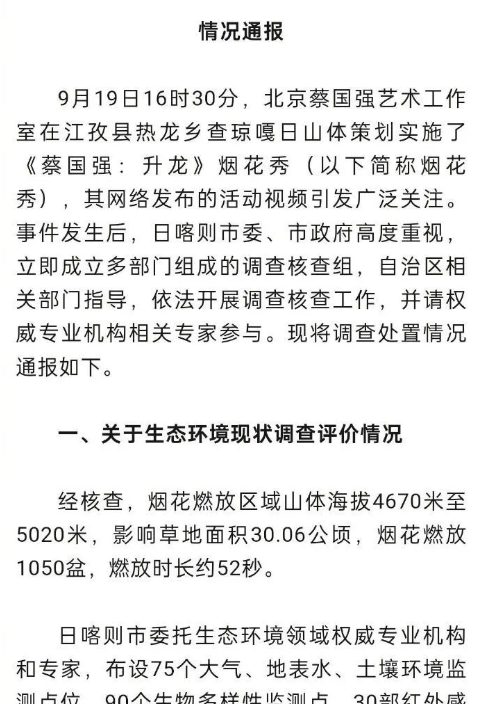 情况通报
9月19日16时30分，北京蔡国强艺术工作
室在江孜县热龙乡查琼嘎日山体策划实施了
《蔡国强：升龙》烟花秀（以下简称烟花
秀），其网络发布的活动视频引发广泛关注。
事件发生后，日喀则市委、市政府高度重视，
立即成立多部门组成的调查核查组，自治区相
关部门指导，依法开展调查核查工作，并请权
威专业机构相关专家参与。现将调查处置情况
通报如下。
一、关于生态环境现状调查评价情况
经核查，烟花燃放区域山体海拔4670米至
5020米，影响草地面积30.06公顷，烟花燃放
1050盆，燃放时长约52秒。
日喀则市委托生态环境领域权威专业机构
和专家，布设75个大气、地表水、土壤环境监
测点位，90个生物多样性监测点，30部红外感